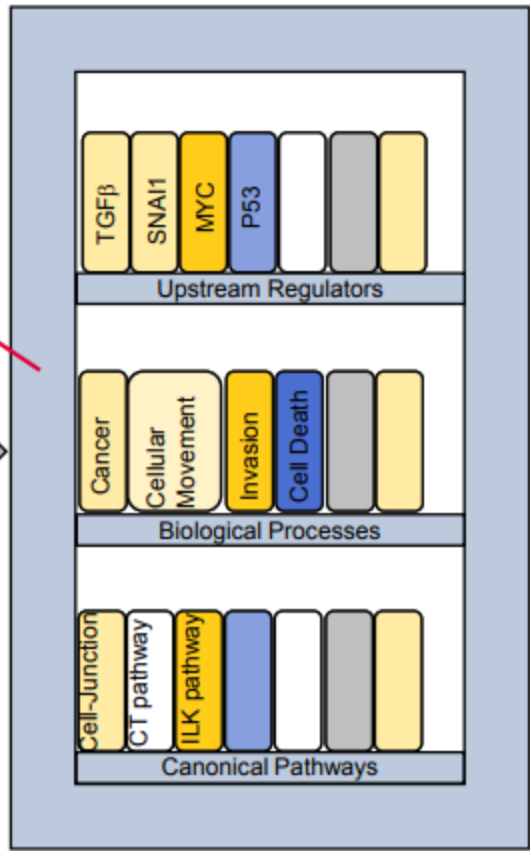 TGFβ
SNAI1
MYC
P53
Upstream Regulators
Cancer
Cellular
Movement
Invasion
Cell Death
Biological Processes
Cell-Junction
CT pathway
ILK pathway
Canonical Pathways